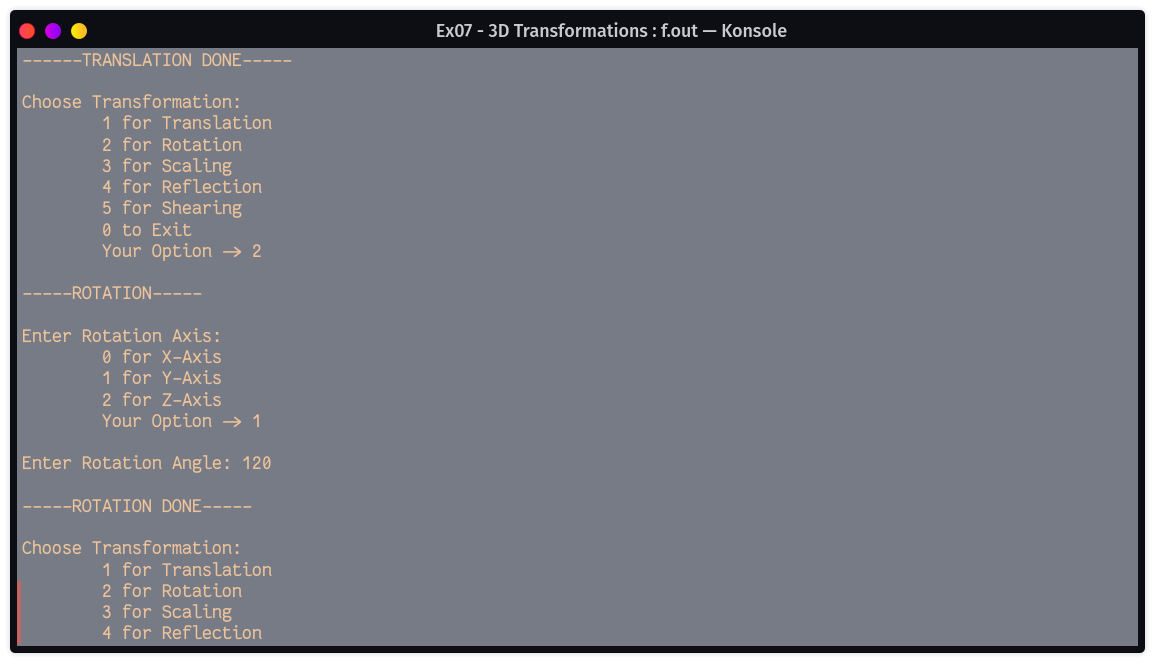 Ex07 - 3D Transformations : f.out — Konsole
------TRANSLATION DONE-----
Choose Transformation:
1 for Translation
2 for Rotation
3 for Scaling
4 for Reflection
5 for Shearing
0 to Exit
Your Option -> 2
-----ROTATION-----
Enter Rotation Axis:
0 for X-Axis
1 for Y-Axis
2 for Z-Axis
Your Option -> 1
Enter Rotation Angle: 120
-----ROTATION DONE-----
Choose Transformation:
1 for Translation
2 for Rotation
3 for Scaling
4 for Reflection